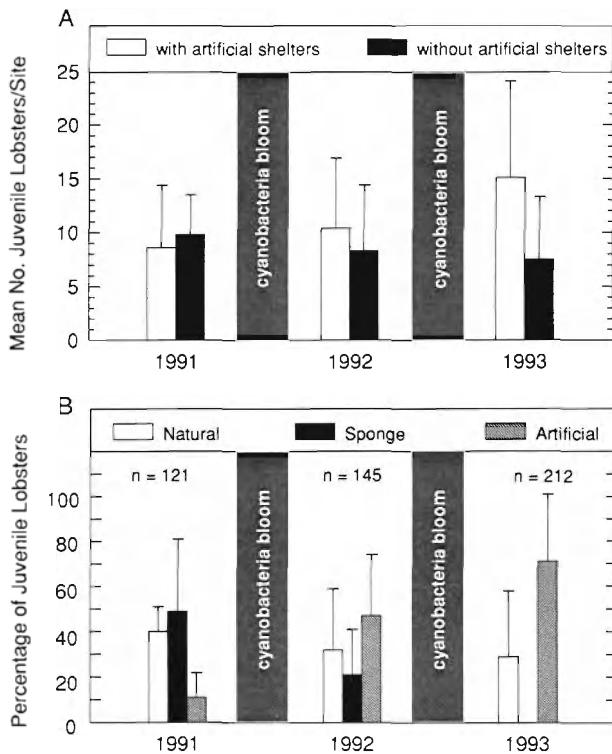 A
with artificial shelters without artificial shelters
Mean No. Juvenile Lobsters/Site
25
20
15
10
5
0
cyanobacteria bloom
cyanobacteria bloom
1991 1992 1993
B
Natural Sponge Artificial
Percentage of Juvenile Lobsters
n = 121 n = 145 n = 212
100
80
60
40
20
0
cyanobacteria bloom
cyanobacteria bloom
1991 1992 1993